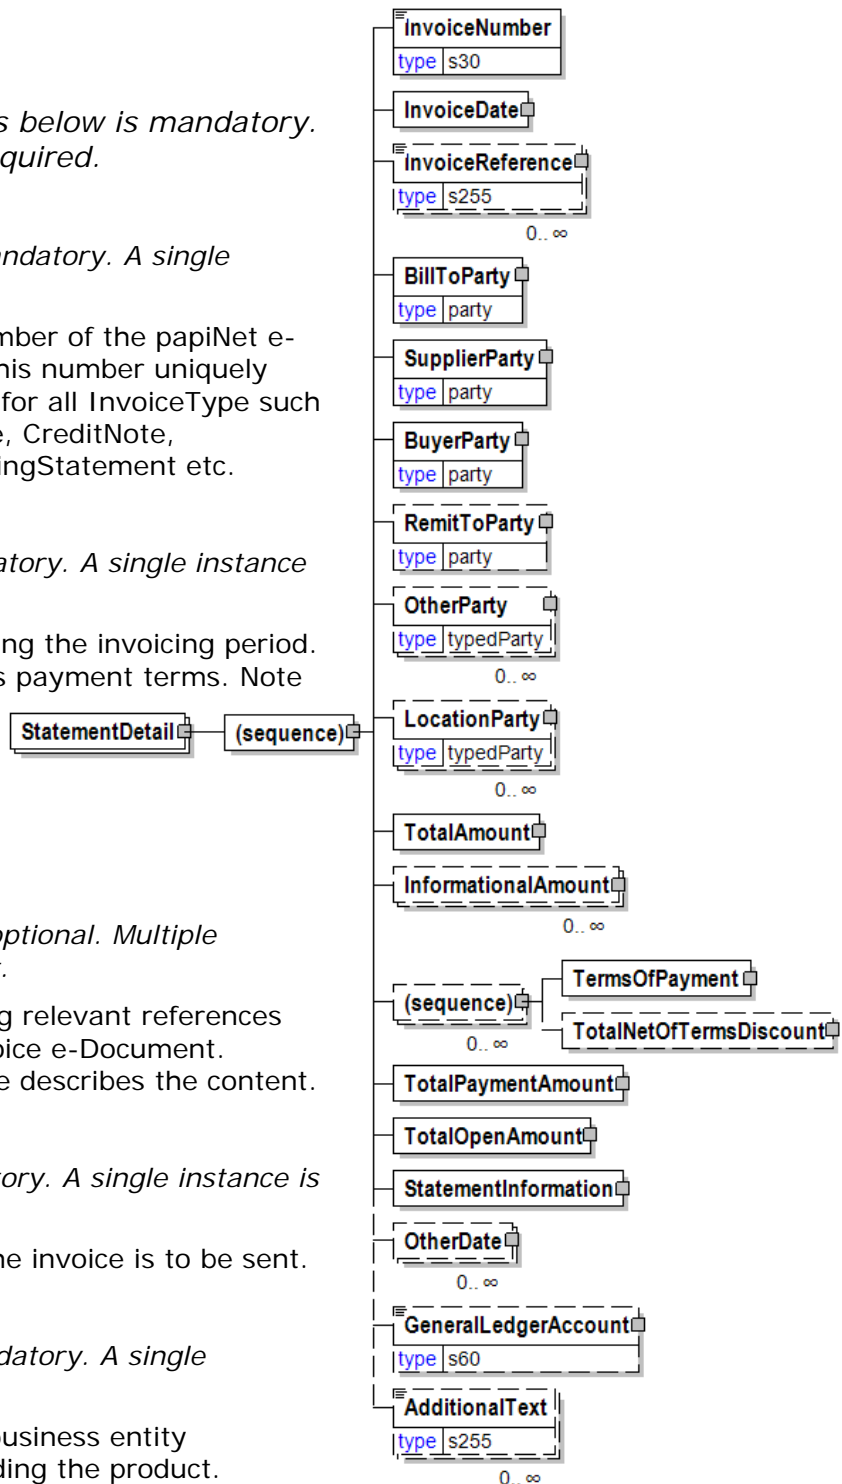 InvoiceNumber
type s30
s below is mandatory.
quired.
InvoiceDate
InvoiceReference
type s255
0.. ∞
ndatory. A single
BillToParty
type party
mber of the papiNet e-
his number uniquely
for all InvoiceType such
e, CreditNote,
ingStatement etc.
SupplierParty
type party
BuyerParty
type party
RemitToParty
type party
atory. A single instance
OtherParty
type typedParty
0.. ∞
ing the invoicing period.
s payment terms. Note
StatementDetail
(sequence)
LocationParty
type typedParty
0.. ∞
TotalAmount
InformationalAmount
0.. ∞
optional. Multiple
.
g relevant references
oice e-Document.
e describes the content.
(sequence)
0.. ∞
TermsOfPayment
TotalNetOfTermsDiscount
TotalPaymentAmount
TotalOpenAmount
tory. A single instance is
StatementInformation
ne invoice is to be sent.
OtherDate
0.. ∞
GeneralLedgerAccount
type s60
datory. A single
AdditionalText
type s255
0.. ∞
business entity
ding the product.